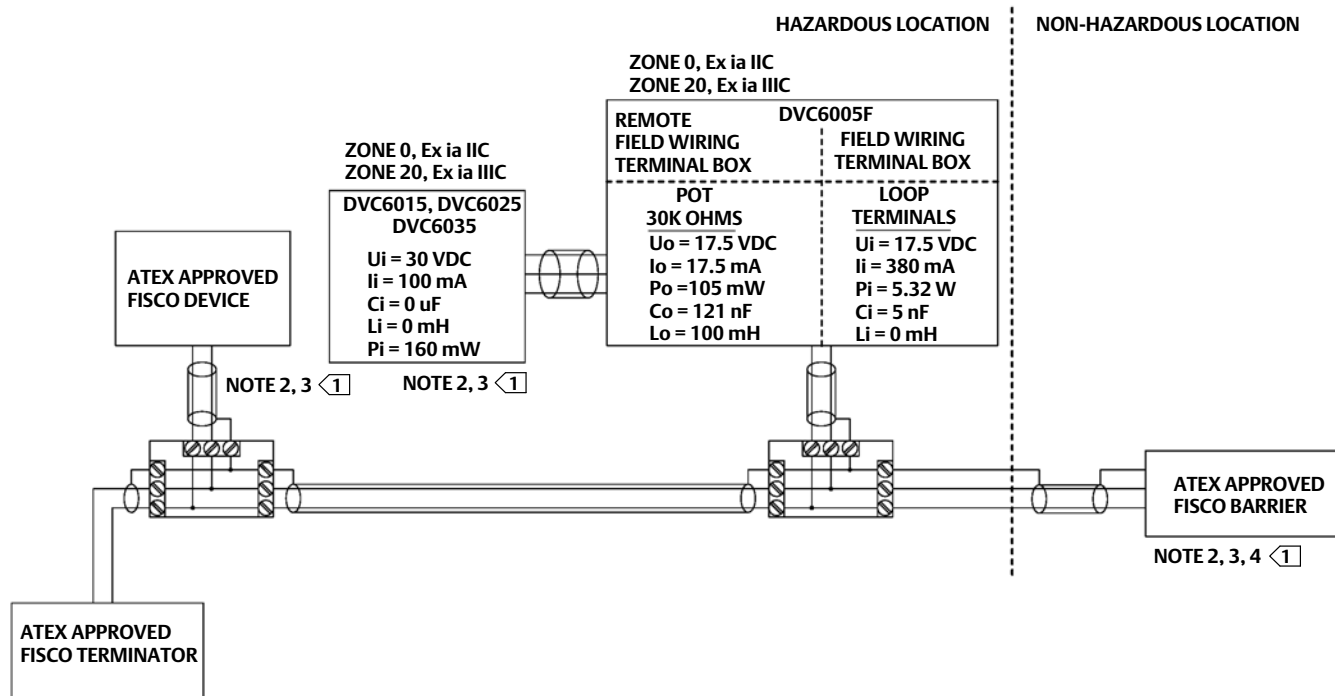 HAZARDOUS LOCATION
NON-HAZARDOUS LOCATION
ZONE 0, Ex ia IIC
ZONE 20, Ex ia IIIC
DVC6005F
REMOTE
FIELD WIRING
TERMINAL BOX
FIELD WIRING
TERMINAL BOX
POT
30K OHMS
Uo = 17.5 VDC
Io = 17.5 mA
Po =105 mW
Co = 121 nF
Lo = 100 mH
LOOP
TERMINALS
Ui = 17.5 VDC
Ii = 380 mA
Pi = 5.32 W
Ci = 5 nF
Li = 0 mH
ZONE 0, Ex ia IIC
ZONE 20, Ex ia IIIC
DVC6015, DVC6025
DVC6035
Ui = 30 VDC
Ii = 100 mA
Ci = 0 uF
Li = 0 mH
Pi = 160 mW
NOTE 2, 3 1
ATEX APPROVED
FISCO DEVICE
NOTE 2, 3 1
ATEX APPROVED
FISCO BARRIER
NOTE 2, 3, 4 1
ATEX APPROVED
FISCO TERMINATOR